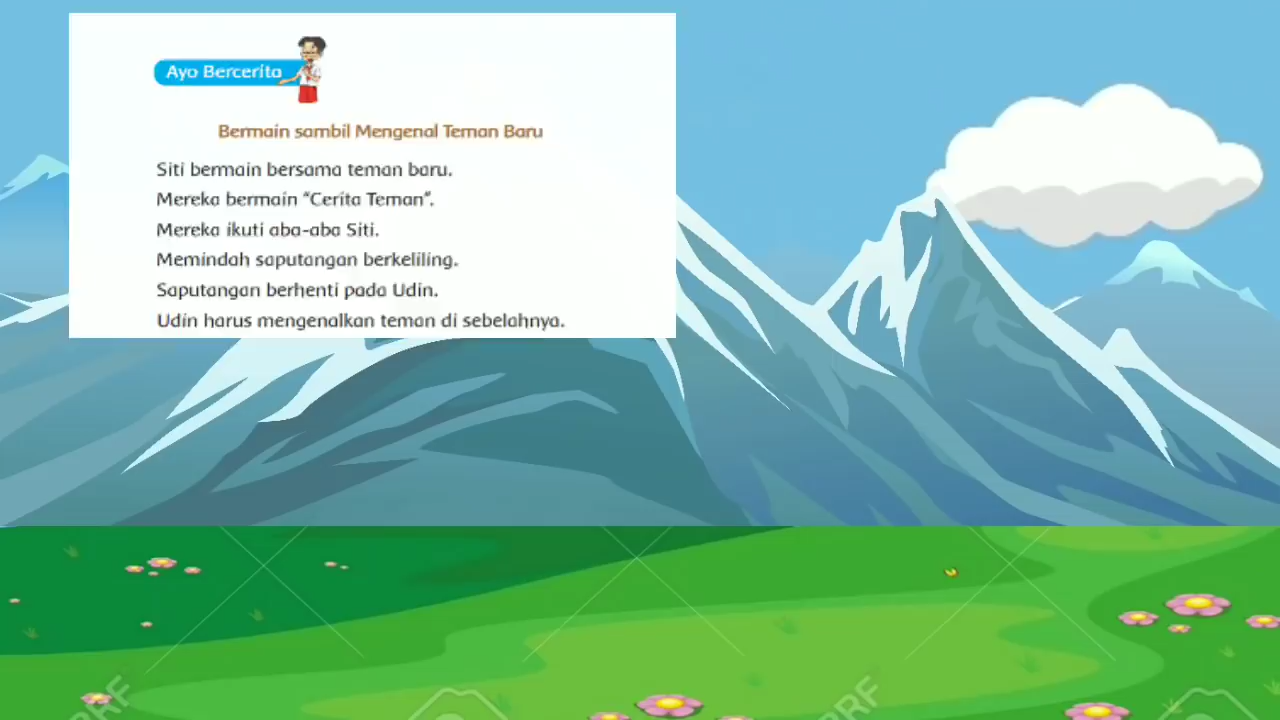 Ayo Bercerita
Bermain sambil Mengenal Teman Baru
Siti bermain bersama teman baru.
Mereka bermain “Cerita Teman”.
Mereka ikuti aba-aba Siti.
Memindah saputangan berkeliling.
Saputangan berhenti pada Udin.
Udin harus mengenalkan teman di sebelahnya.